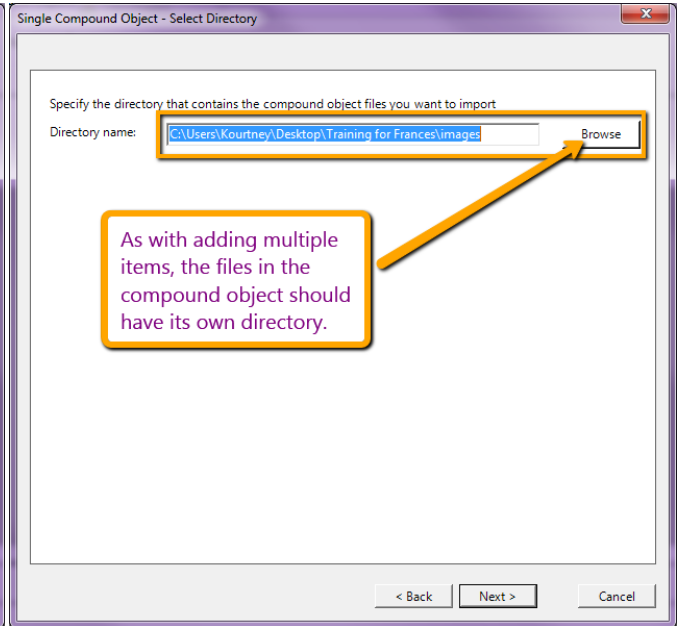 Single Compound Object - Select Directory
x
Specify the directory that contains the compound object files you want to import
Directory name: C:\Users\Kourtney\Desktop\Training for Frances\images Browse
As with adding multiple
items, the files in the
compound object should
have its own directory.
< Back Next > Cancel